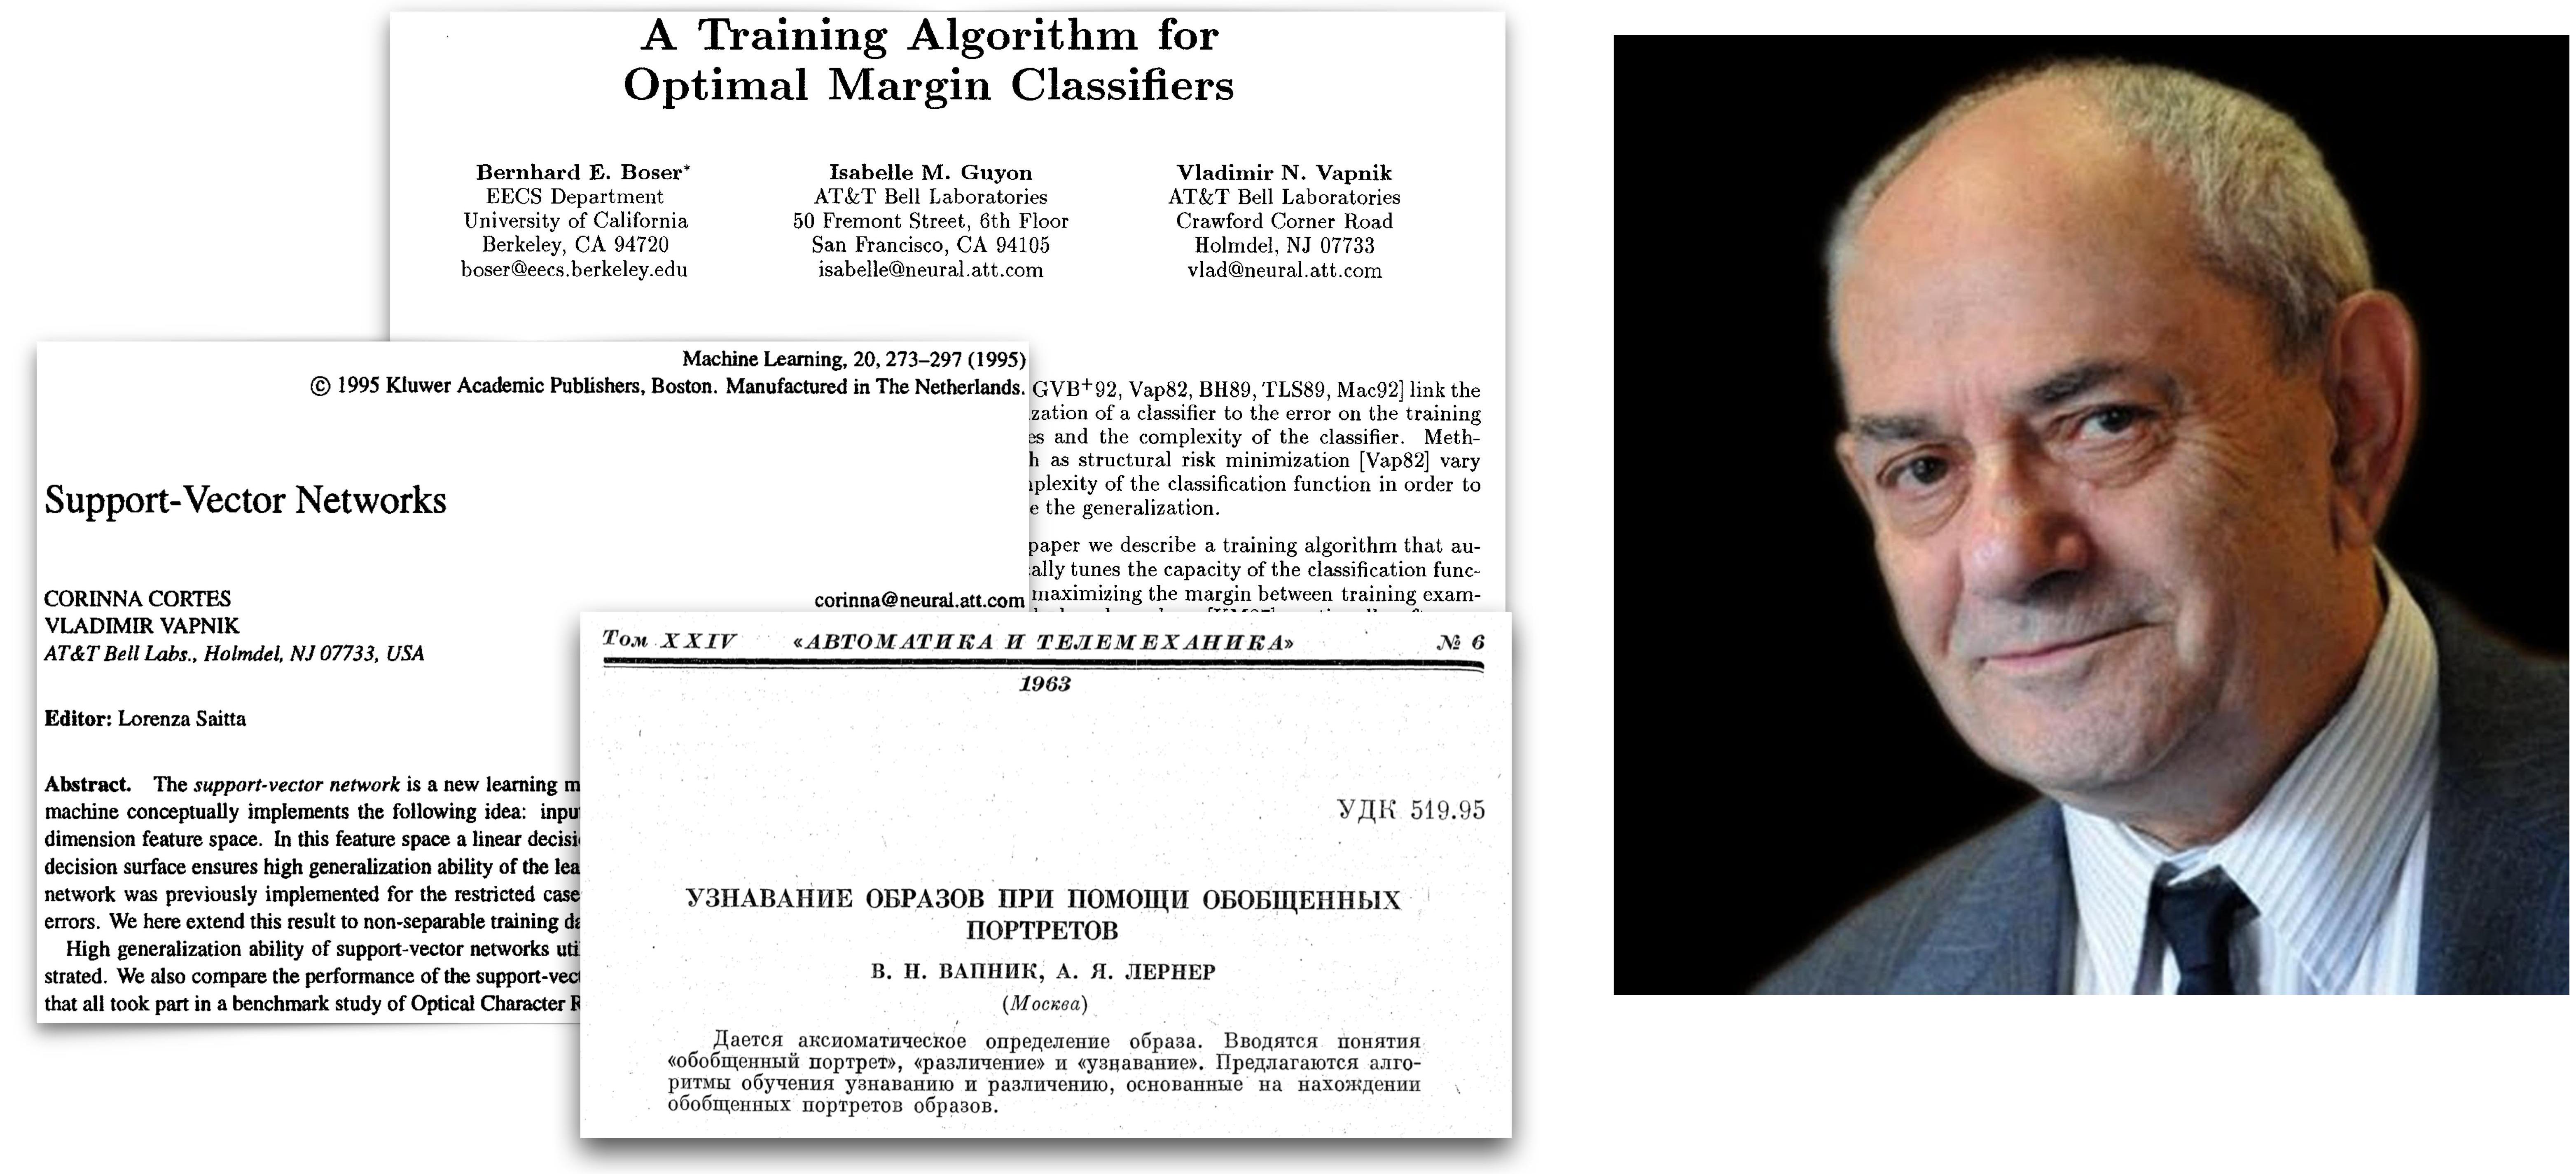 A Training Algorithm for
Optimal Margin Classifiers
Bernhard E. Boser*
EECS Department
University of California
Berkeley, CA 94720
boser@eecs.berkeley.edu
Isabelle M. Guyon
AT&T Bell Laboratories
50 Fremont Street, 6th Floor
San Francisco, CA 94105
isabelle@neural.att.com
Vladimir N. Vapnik
AT&T Bell Laboratories
Crawford Corner Road
Holmdel, NJ 07733
vlad@neural.att.com
GVB+92, Vap82, BH89, TLS89, Mac92] link the
of a classifier to the error on the training
and the complexity of the classifier. Meth-
as structural risk minimization [Vap82] vary
of the classification function in order to
the generalization.
paper we describe a training algorithm that au-
tunes the capacity of the classification func-
maximizing the margin between training exam-
Machine Learning, 20, 273–297 (1995)
© 1995 Kluwer Academic Publishers, Boston. Manufactured in The Netherlands.
Support-Vector Networks
CORINNA CORTES
corinna@neural.att.com
VLADIMIR VAPNIK
AT&T Bell Labs., Holmdel, NJ 07733, USA
Editor: Lorenza Saitta
Abstract. The support-vector network is a new learning m
machine conceptually implements the following idea: inpu
dimension feature space. In this feature space a linear decisi
decision surface ensures high generalization ability of the lea
network was previously implemented for the restricted case
errors. We here extend this result to non-separable training da
High generalization ability of support-vector networks uti
strated. We also compare the performance of the support-vect
that all took part in a benchmark study of Optical Character R
Том XXIV «АВТОМАТИКА И ТЕЛЕМЕХАНИКА» № 6
1963
УДК 519.95
УЗНАВАНИЕ ОБРАЗОВ ПРИ ПОМОЩИ ОБОБЩЕННЫХ
ПОРТРЕТОВ
В. Н. ВАПНИК, А. Я. ЛЕРНЕР
(Москва)
Дается аксиоматическое определение образа. Вводятся понятия
«обобщенный портрет», «различение» и «узнавание». Предлагаются алго-
ритмы обучения узнаванию и различению, основанные на нахождении
обобщенных портретов образов.